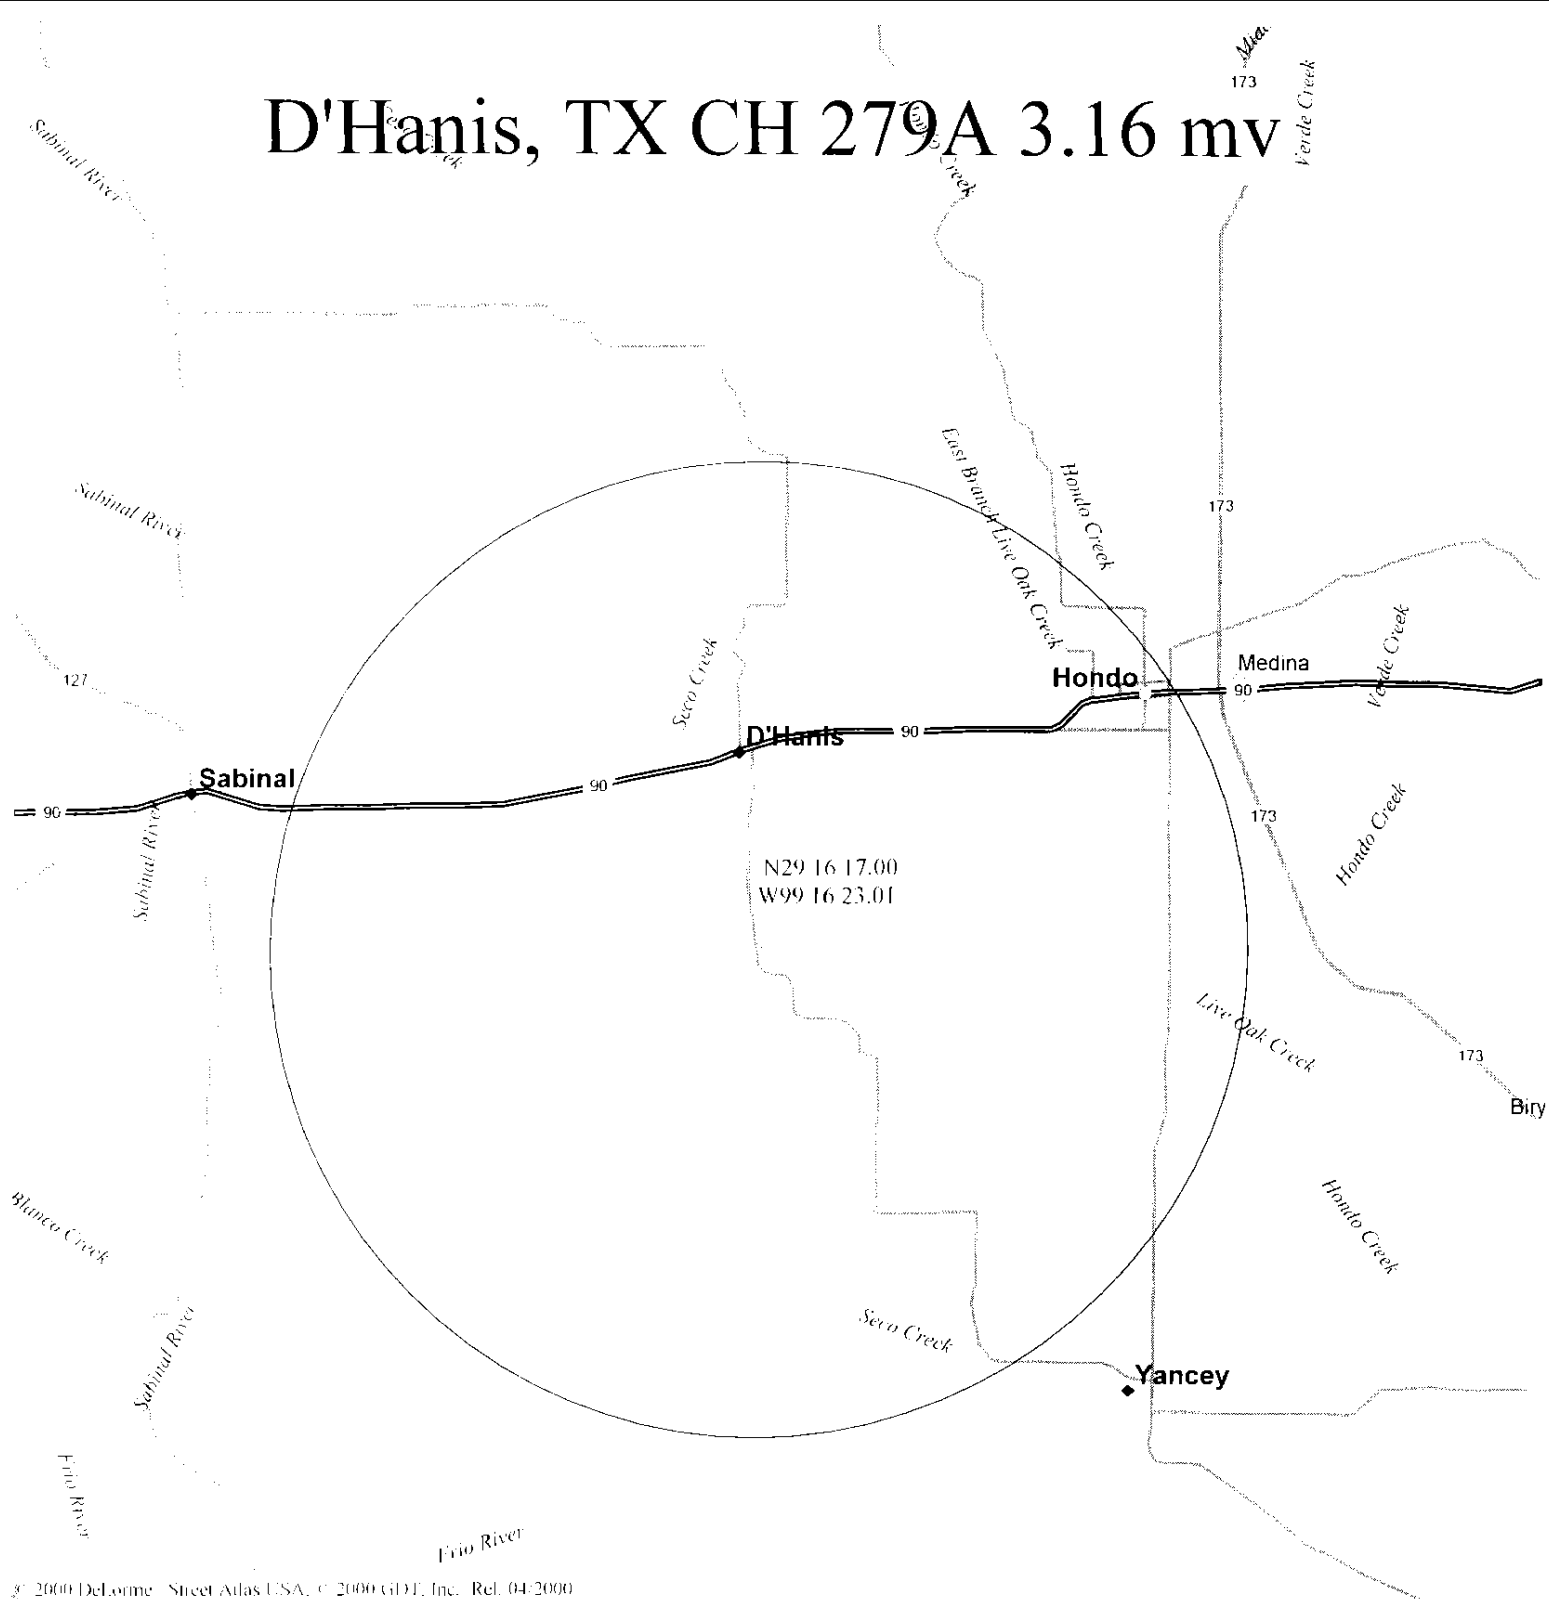 173
Verde Creek
D'Hanis, TX CH 279A 3.16 mv
Creek
Sabinal River
East Branch Live Oak Creek
Hondo Creek
Sabinal River
173
Verde Creek
Seco Creek
127
Medina
Hondo
90
D'Hanis
90
Sabinal
90
90
173
Sabinal River
Hondo Creek
N29 16 17.00
W99 16 23.01
Live Oak Creek
173
Biry
Blanco Creek
Hondo Creek
Sabinal River
Seco Creek
Yancey
Frio River
Frio River
© 2000 DeLorme. Street Atlas USA, © 2000 GDT, Inc. Rel. 04/2000